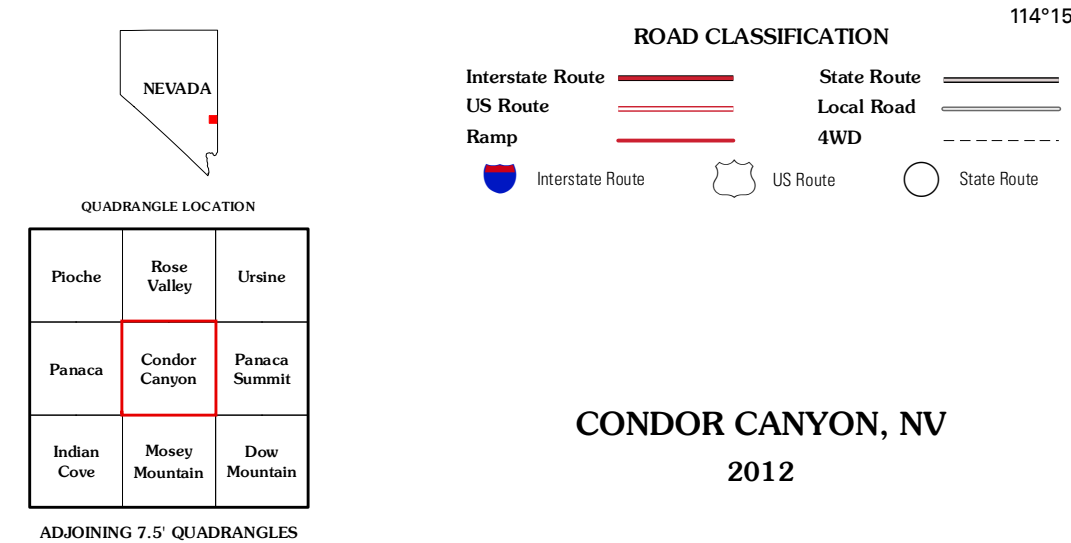 114°15
ROAD CLASSIFICATION
Interstate Route
State Route
US Route
Local Road
Ramp
4WD
Interstate Route
US Route
State Route
NEVADA
QUADRANGLE LOCATION
Pioche
Rose
Valley
Ursine
Panaca
Condor
Canyon
Panaca
Summit
Indian
Cove
Mosey
Mountain
Dow
Mountain
ADJOINING 7.5' QUADRANGLES
CONDOR CANYON, NV
2012